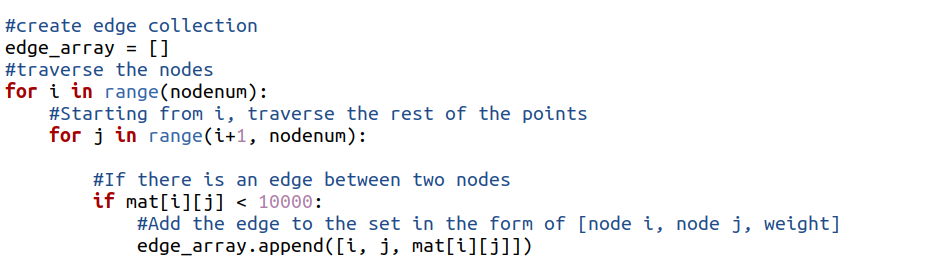 #create edge collection
edge_array = []
#traverse the nodes
for i in range(nodenum):
    #Starting from i, traverse the rest of the points
    for j in range(i+1, nodenum):
        #If there is an edge between two nodes
        if mat[i][j] < 10000:
            #Add the edge to the set in the form of [node i, node j, weight]
            edge_array.append([i, j, mat[i][j]])